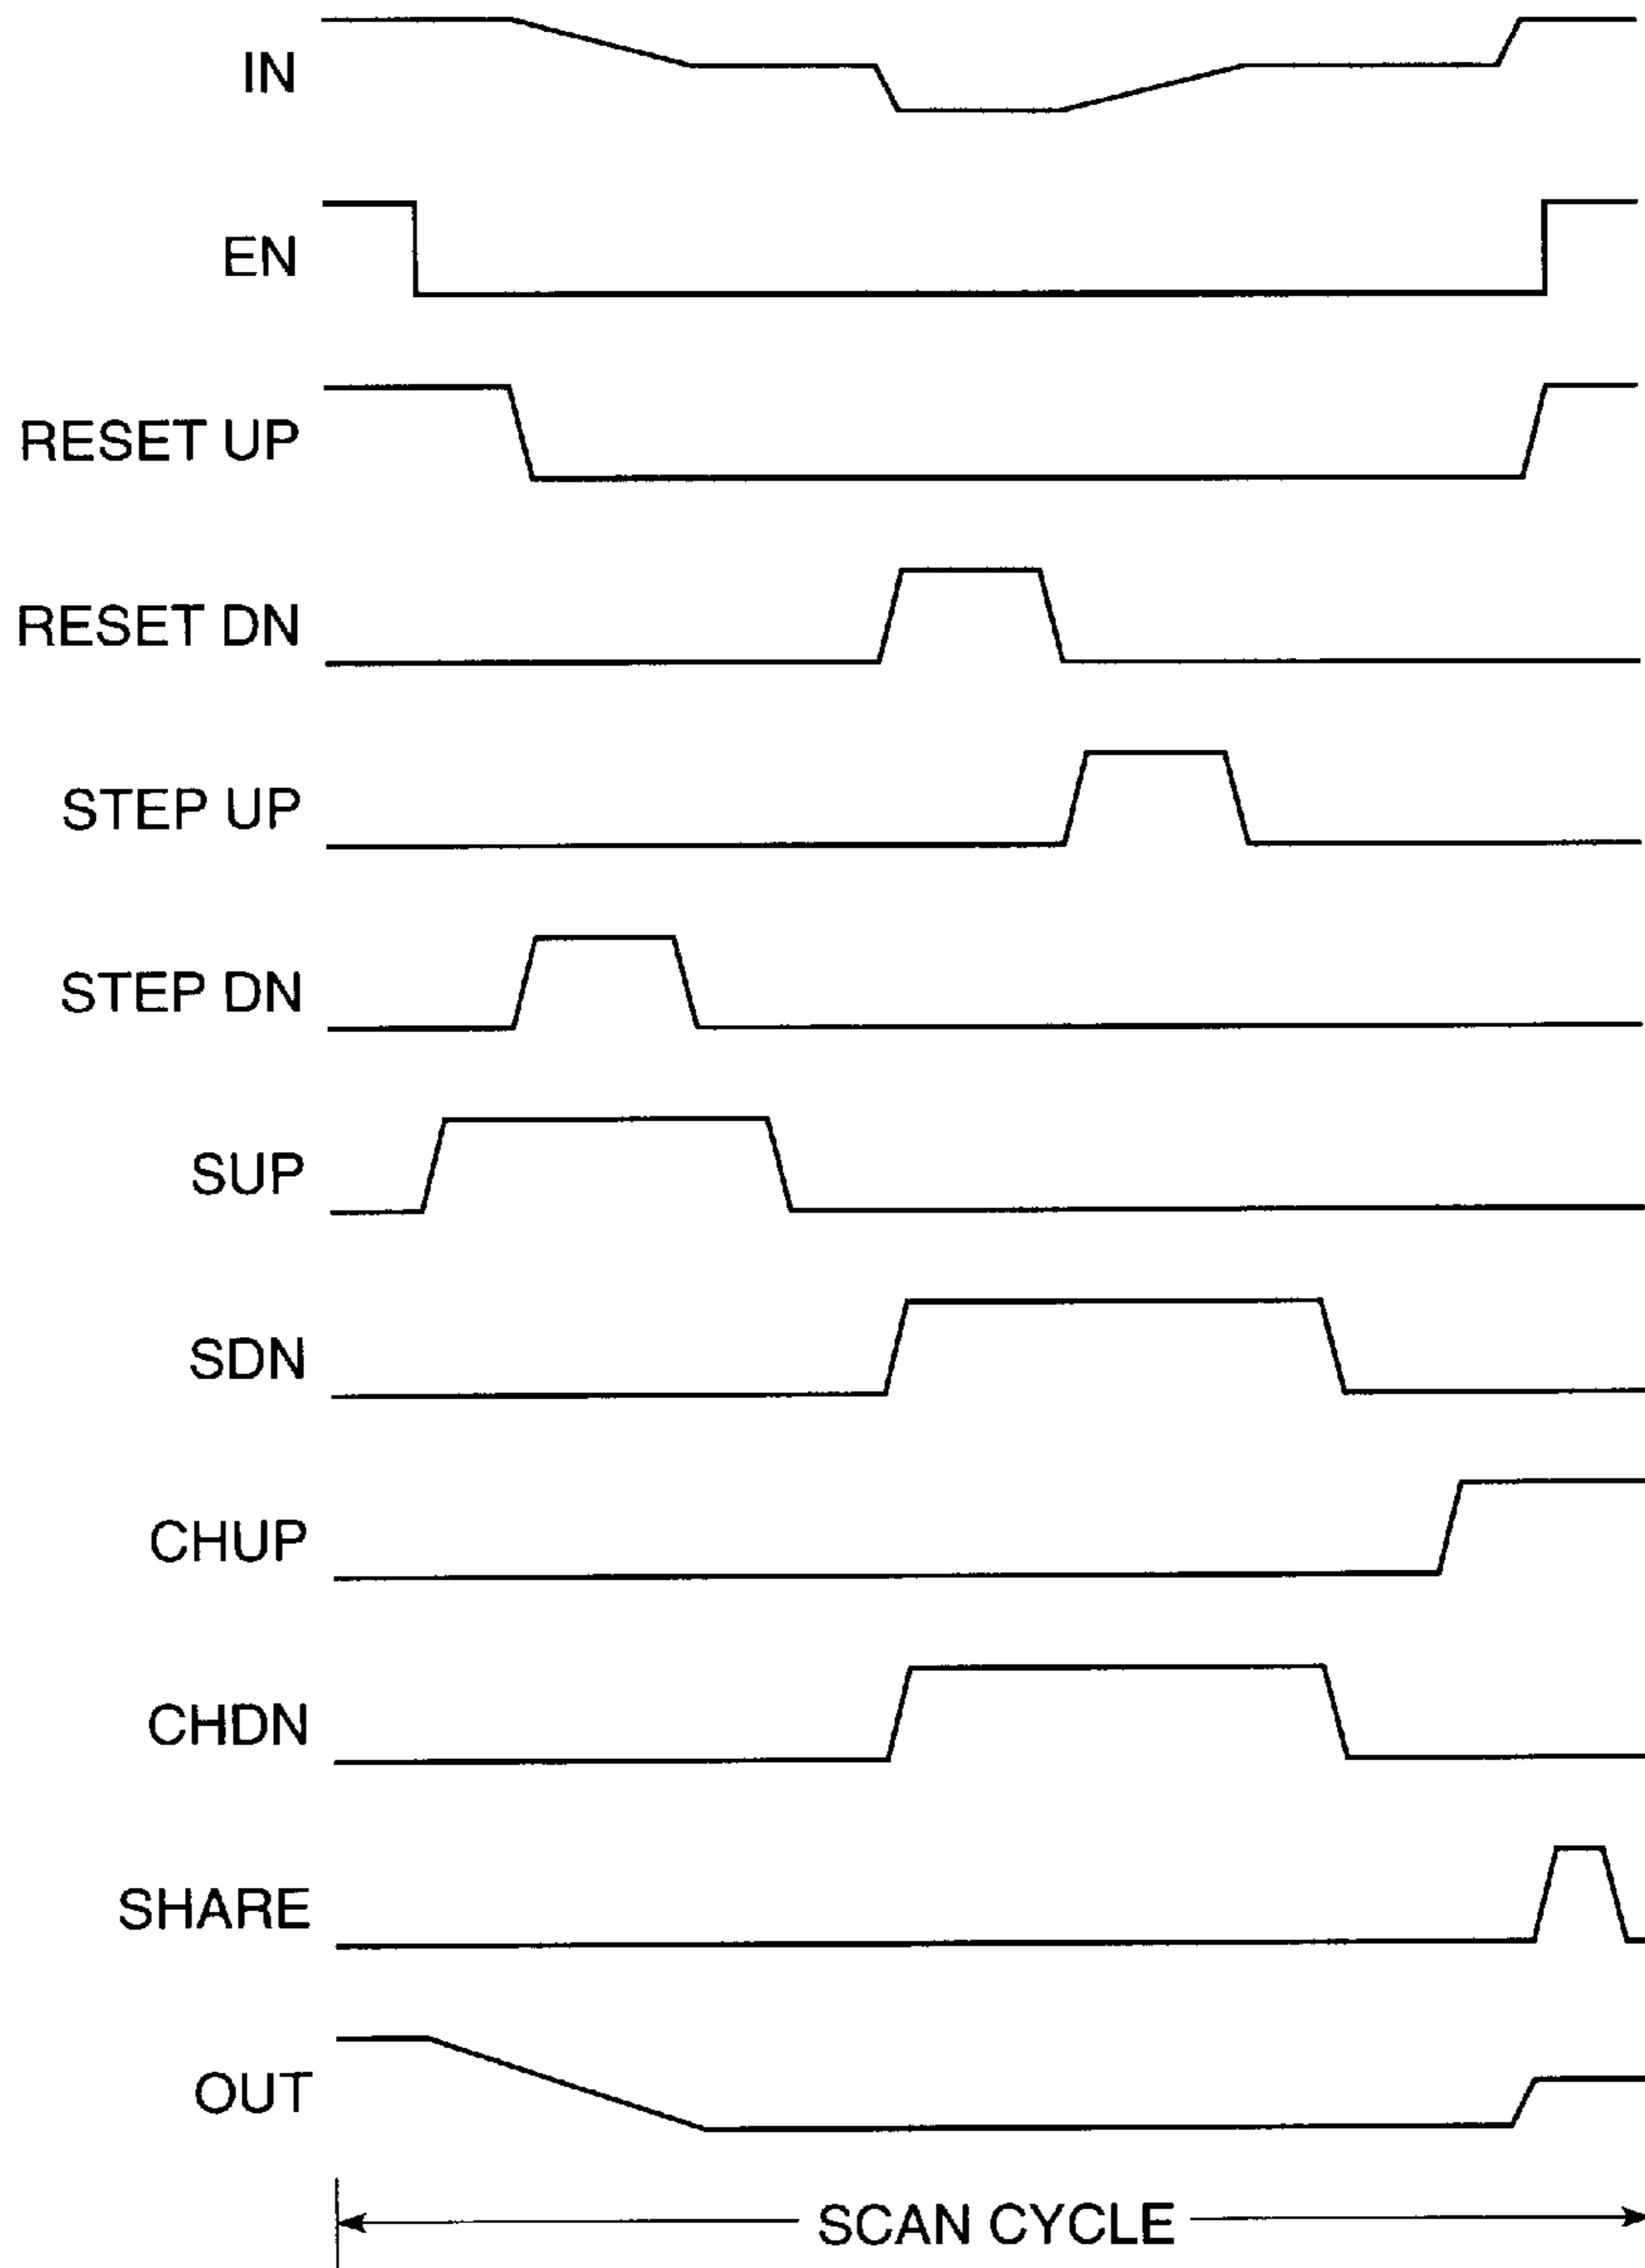 IN
EN
RESET UP
RESET DN
STEP UP
STEP DN
SUP
SDN
CHUP
CHDN
SHARE
OUT
SCAN CYCLE